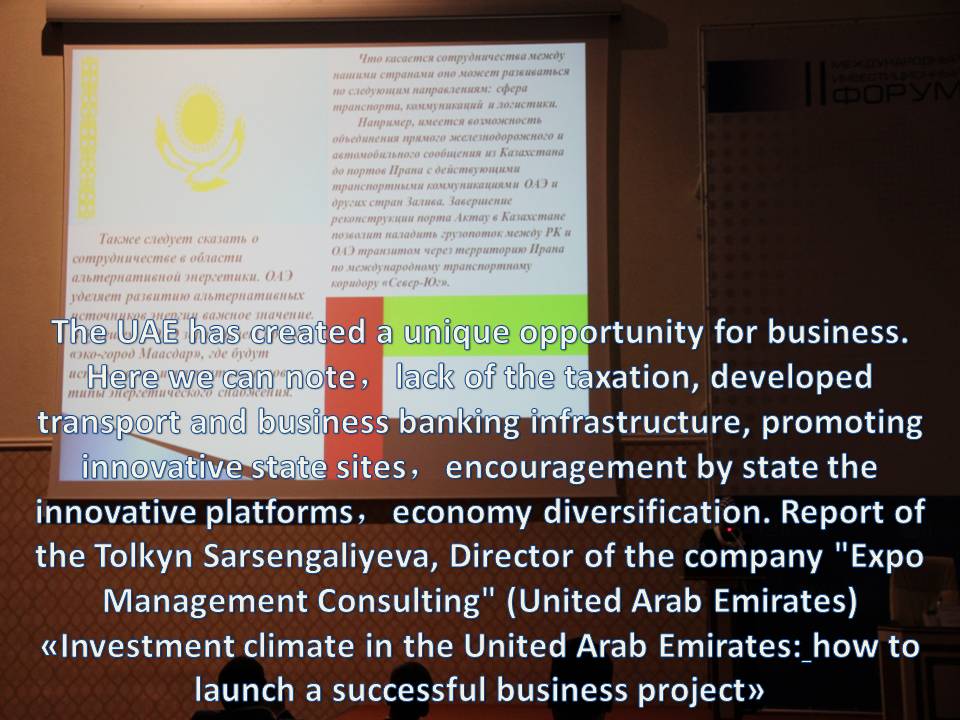 Что касается сотрудничества между
нашими странами оно может развиваться
по следующим направлениям: сфера
транспорта, коммуникаций и логистики.
Например, имеется возможность
объединения прямого железнодорожного и
автомобильного сообщения из Казахстана
до портов Ирана с действующими
транспортными коммуникациями ОАЭ и
других стран Залива. Завершение
реконструкции порта Актау в Казахстане
позволит наладить грузопоток между РК и
ОАЭ транзитом через территорию Ирана
по международному транспортному
коридору «Север-Юг».
Также следует сказать о
сотрудничестве в области
альтернативной энергетики. ОАЭ
уделяет развитию альтернативных
источников энергии важное значение.
«эко-город Маасдар», где будут
типы энергетического снабжения.
МЕЖДУНАРОДНЫ
ИНВЕСТИЦИОННЫ
ФОРУМ
The UAE has created a unique opportunity for business.
Here we can note， lack of the taxation, developed
transport and business banking infrastructure, promoting
innovative state sites， encouragement by state the
innovative platforms， economy diversification. Report of
the Tolkyn Sarsengaliyeva, Director of the company "Expo
Management Consulting" (United Arab Emirates)
«Investment climate in the United Arab Emirates: how to
launch a successful business project»